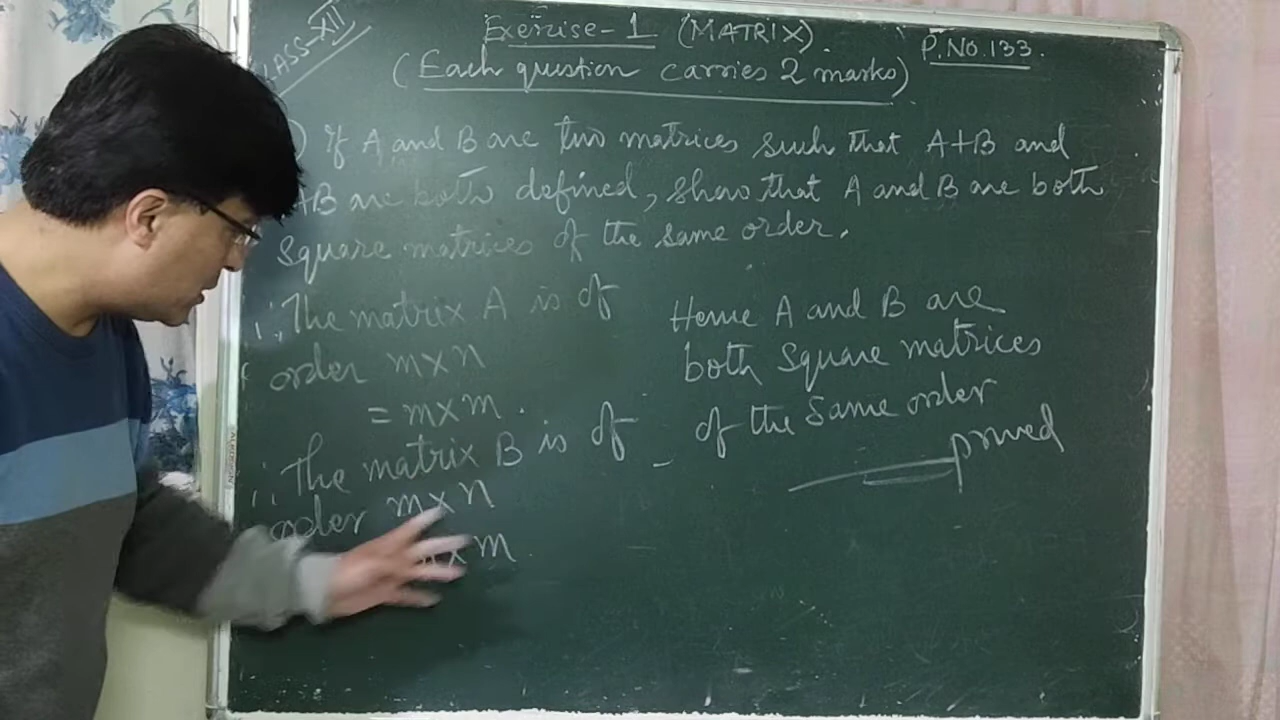 CLASS-XII
Exercise-1 (MATRIX)
P.No.133.
(Each question carries 2 marks)
) If A and B are two matrices such that A+B and
AB are both defined, show that A and B are both
Square matrices of the same order.
∴ The matrix A is of
order m×n
= m×m.
∴ The matrix B is of
order m×n
m×m.
Hence A and B are
both Square matrices
of the Same order
proved